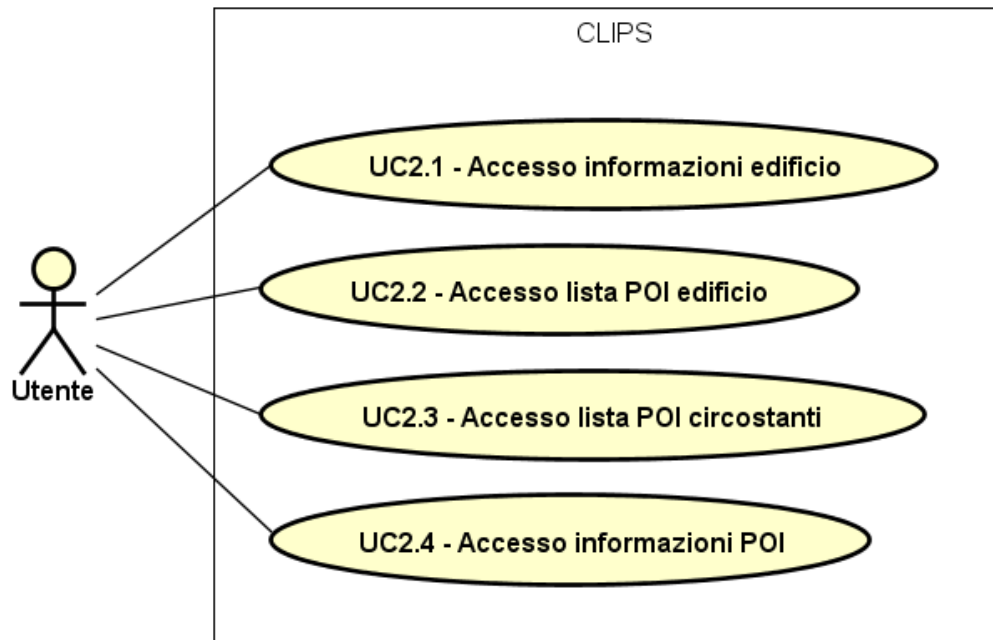 CLIPS
UC2.1 - Accesso informazioni edificio
UC2.2 - Accesso lista POI edificio
Utente
UC2.3 - Accesso lista POI circostanti
UC2.4 - Accesso informazioni POI